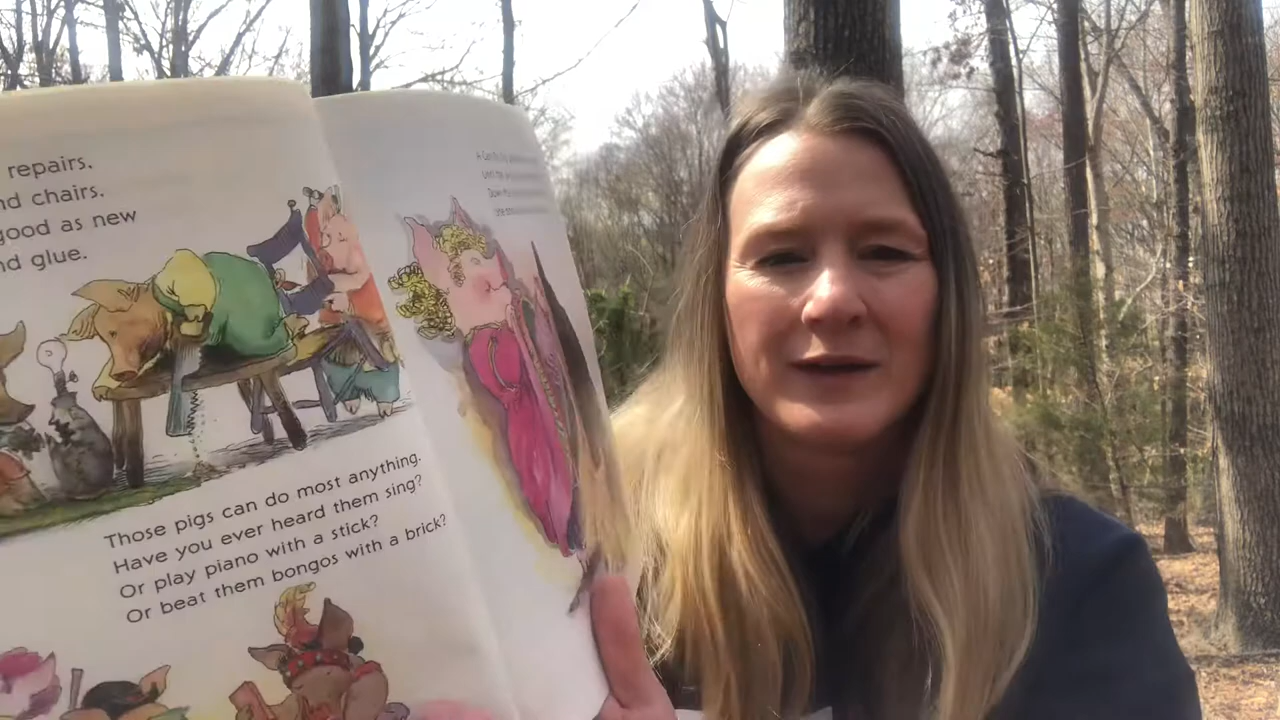 repairs.
nd chairs.
good as new
nd glue.
Those pigs can do most anything.
Have you ever heard them sing?
Or play piano with a stick?
Or beat them bongos with a brick?